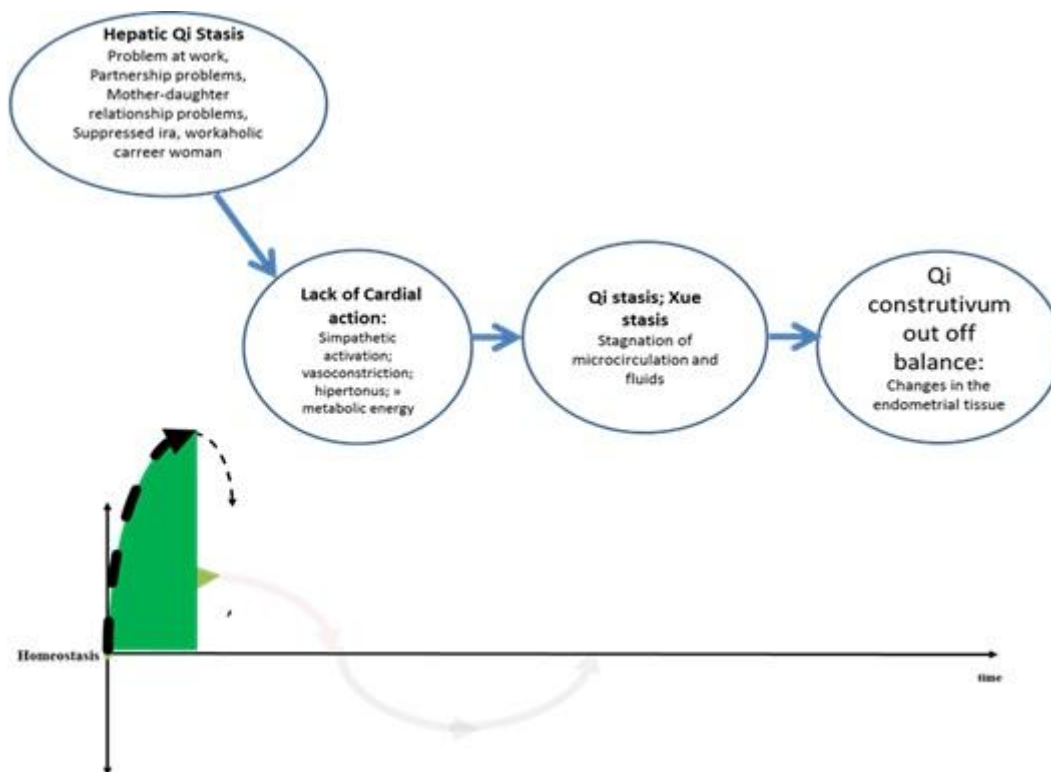 Hepatic Qi Stasis
Problem at work,
Partnership problems,
Mother-daughter
relationship problems,
Suppressed ira, workaholic
carreer woman
Lack of Cardial
action:
Simpathetic
activation;
vasoconstriction;
hipertonus; »
metabolic energy
Qi stasis; Xue
stasis
Stagnation of
microcirculation and
fluids
Qi
construtivum
out off
balance:
Changes in the
endometrial tissue
Homeostasis
time